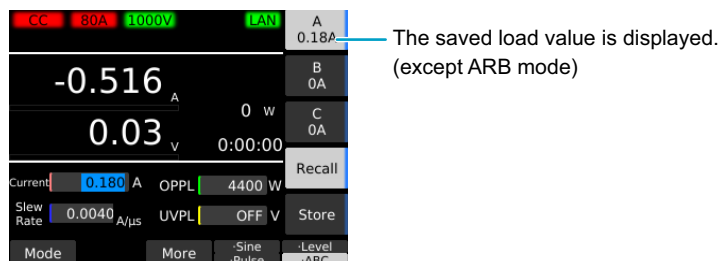 CC 80A 1000V LAN
A
0.18A
The saved load value is displayed.
(except ARB mode)
-0.516 A
B
0A
0 W
C
0A
0.03 V
0:00:00
Recall
Current 0.180 A OPPL 4400 W
Slew
Rate 0.0040 A/µs UVPL OFF V
Store
Mode More ·Sine
·Pulse
·Level
·ABC